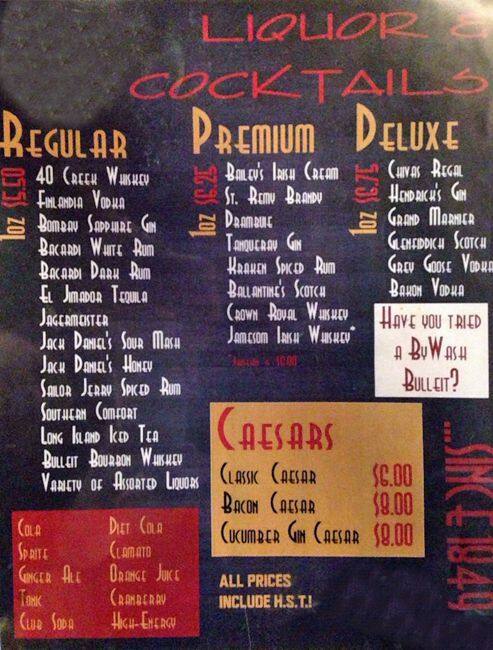 LIQUOR &
COCKTAILS
REGULAR
1oz $5.50
40 CREEK WHISKEY
FINLANDIA VODKA
BOMBAY SAPPHIRE GIN
BACARDI WHITE RUM
BACARDI DARK RUM
EL JIMADOR TEQUILA
JAGERMEISTER
JACK DANIEL'S SOUR MASH
JACK DANIEL'S HONEY
SAILOR JERRY SPICED RUM
SOUTHERN COMFORT
LONG ISLAND ICED TEA
BULLEIT BOURBON WHISKEY
VARIETY OF ASSORTED LIQUORS
PREMIUM
1oz $6.25
BAILEY'S IRISH CREAM
ST. REMY BRANDY
DRAMBUIE
TANQUERAY GIN
KRAKEN SPICED RUM
BALLANTINE'S SCOTCH
CROWN ROYAL WHISKEY
JAMESOM IRISH WHISKEY*
DELUXE
1oz $6.75
CHIVAS REGAL
HENDRICK'S GIN
GRAND MARNIER
GLENFIDDICH SCOTCH
GREY GOOSE VODKA
BAKON VODKA
HAVE YOU TRIED
A BYWASH
BULLEIT?
CAESARS
CLASSIC CAESAR $6.00
BACON CAESAR $8.00
CUCUMBER GIN CAESAR $8.00
...SINCE 1849
COLA DIET COLA
SPRITE CLAMATO
GINGER ALE ORANGE JUICE
TONIC CRANBERRY
CLUB SODA HIGH-ENERGY
ALL PRICES
INCLUDE H.S.T.!